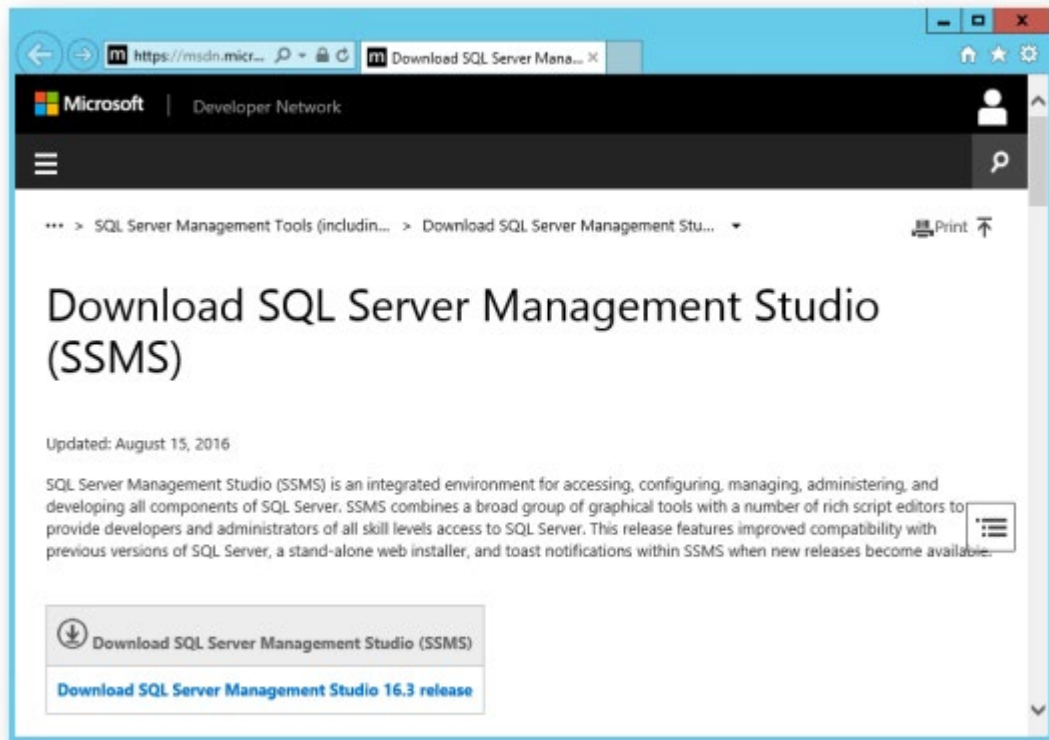 https://msdn.micr...
Download SQL Server Mana...
Microsoft | Developer Network
... > SQL Server Management Tools (includin... > Download SQL Server Management Stu...
Print
Download SQL Server Management Studio
(SSMS)
Updated: August 15, 2016
SQL Server Management Studio (SSMS) is an integrated environment for accessing, configuring, managing, administering, and
developing all components of SQL Server. SSMS combines a broad group of graphical tools with a number of rich script editors to
provide developers and administrators of all skill levels access to SQL Server. This release features improved compatibility with
previous versions of SQL Server, a stand-alone web installer, and toast notifications within SSMS when new releases become available.
Download SQL Server Management Studio (SSMS)
Download SQL Server Management Studio 16.3 release